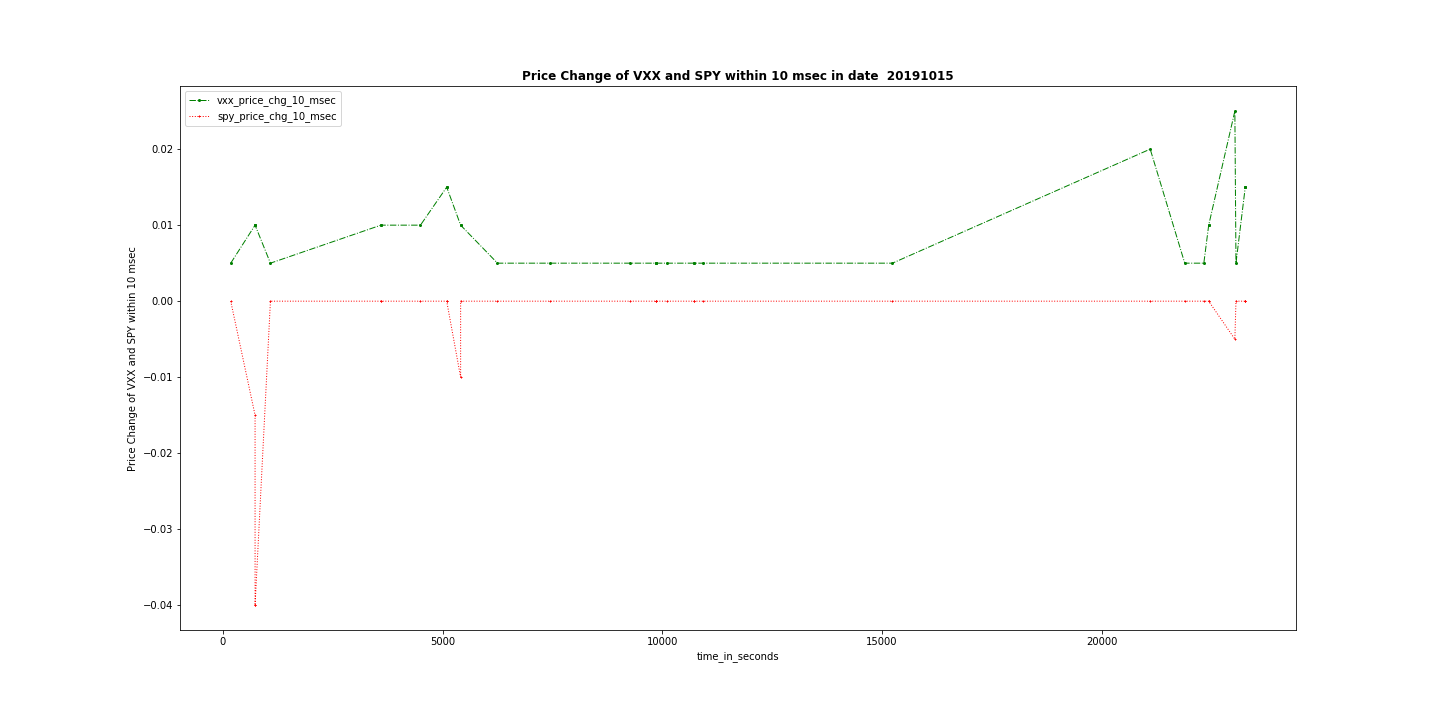 Price Change of VXX and SPY within 10 msec in date  20191015
vxx_price_chg_10_msec
spy_price_chg_10_msec
Price Change of VXX and SPY within 10 msec
0.02
0.01
0.00
−0.01
−0.02
−0.03
−0.04
0 5000 10000 15000 20000
time_in_seconds